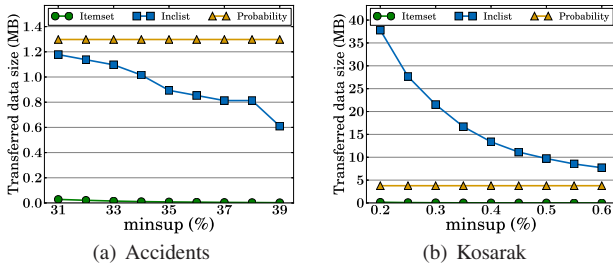 Itemset Inclist Probability
Transferred data size (MB)
1.4
1.2
1.0
0.8
0.6
0.4
0.2
0.0
31 33 35 37 39
minsup (%)
(a) Accidents
Itemset Inclist Probability
Transferred data size (MB)
40
35
30
25
20
15
10
5
0
0.2 0.3 0.4 0.5 0.6
minsup (%)
(b) Kosarak